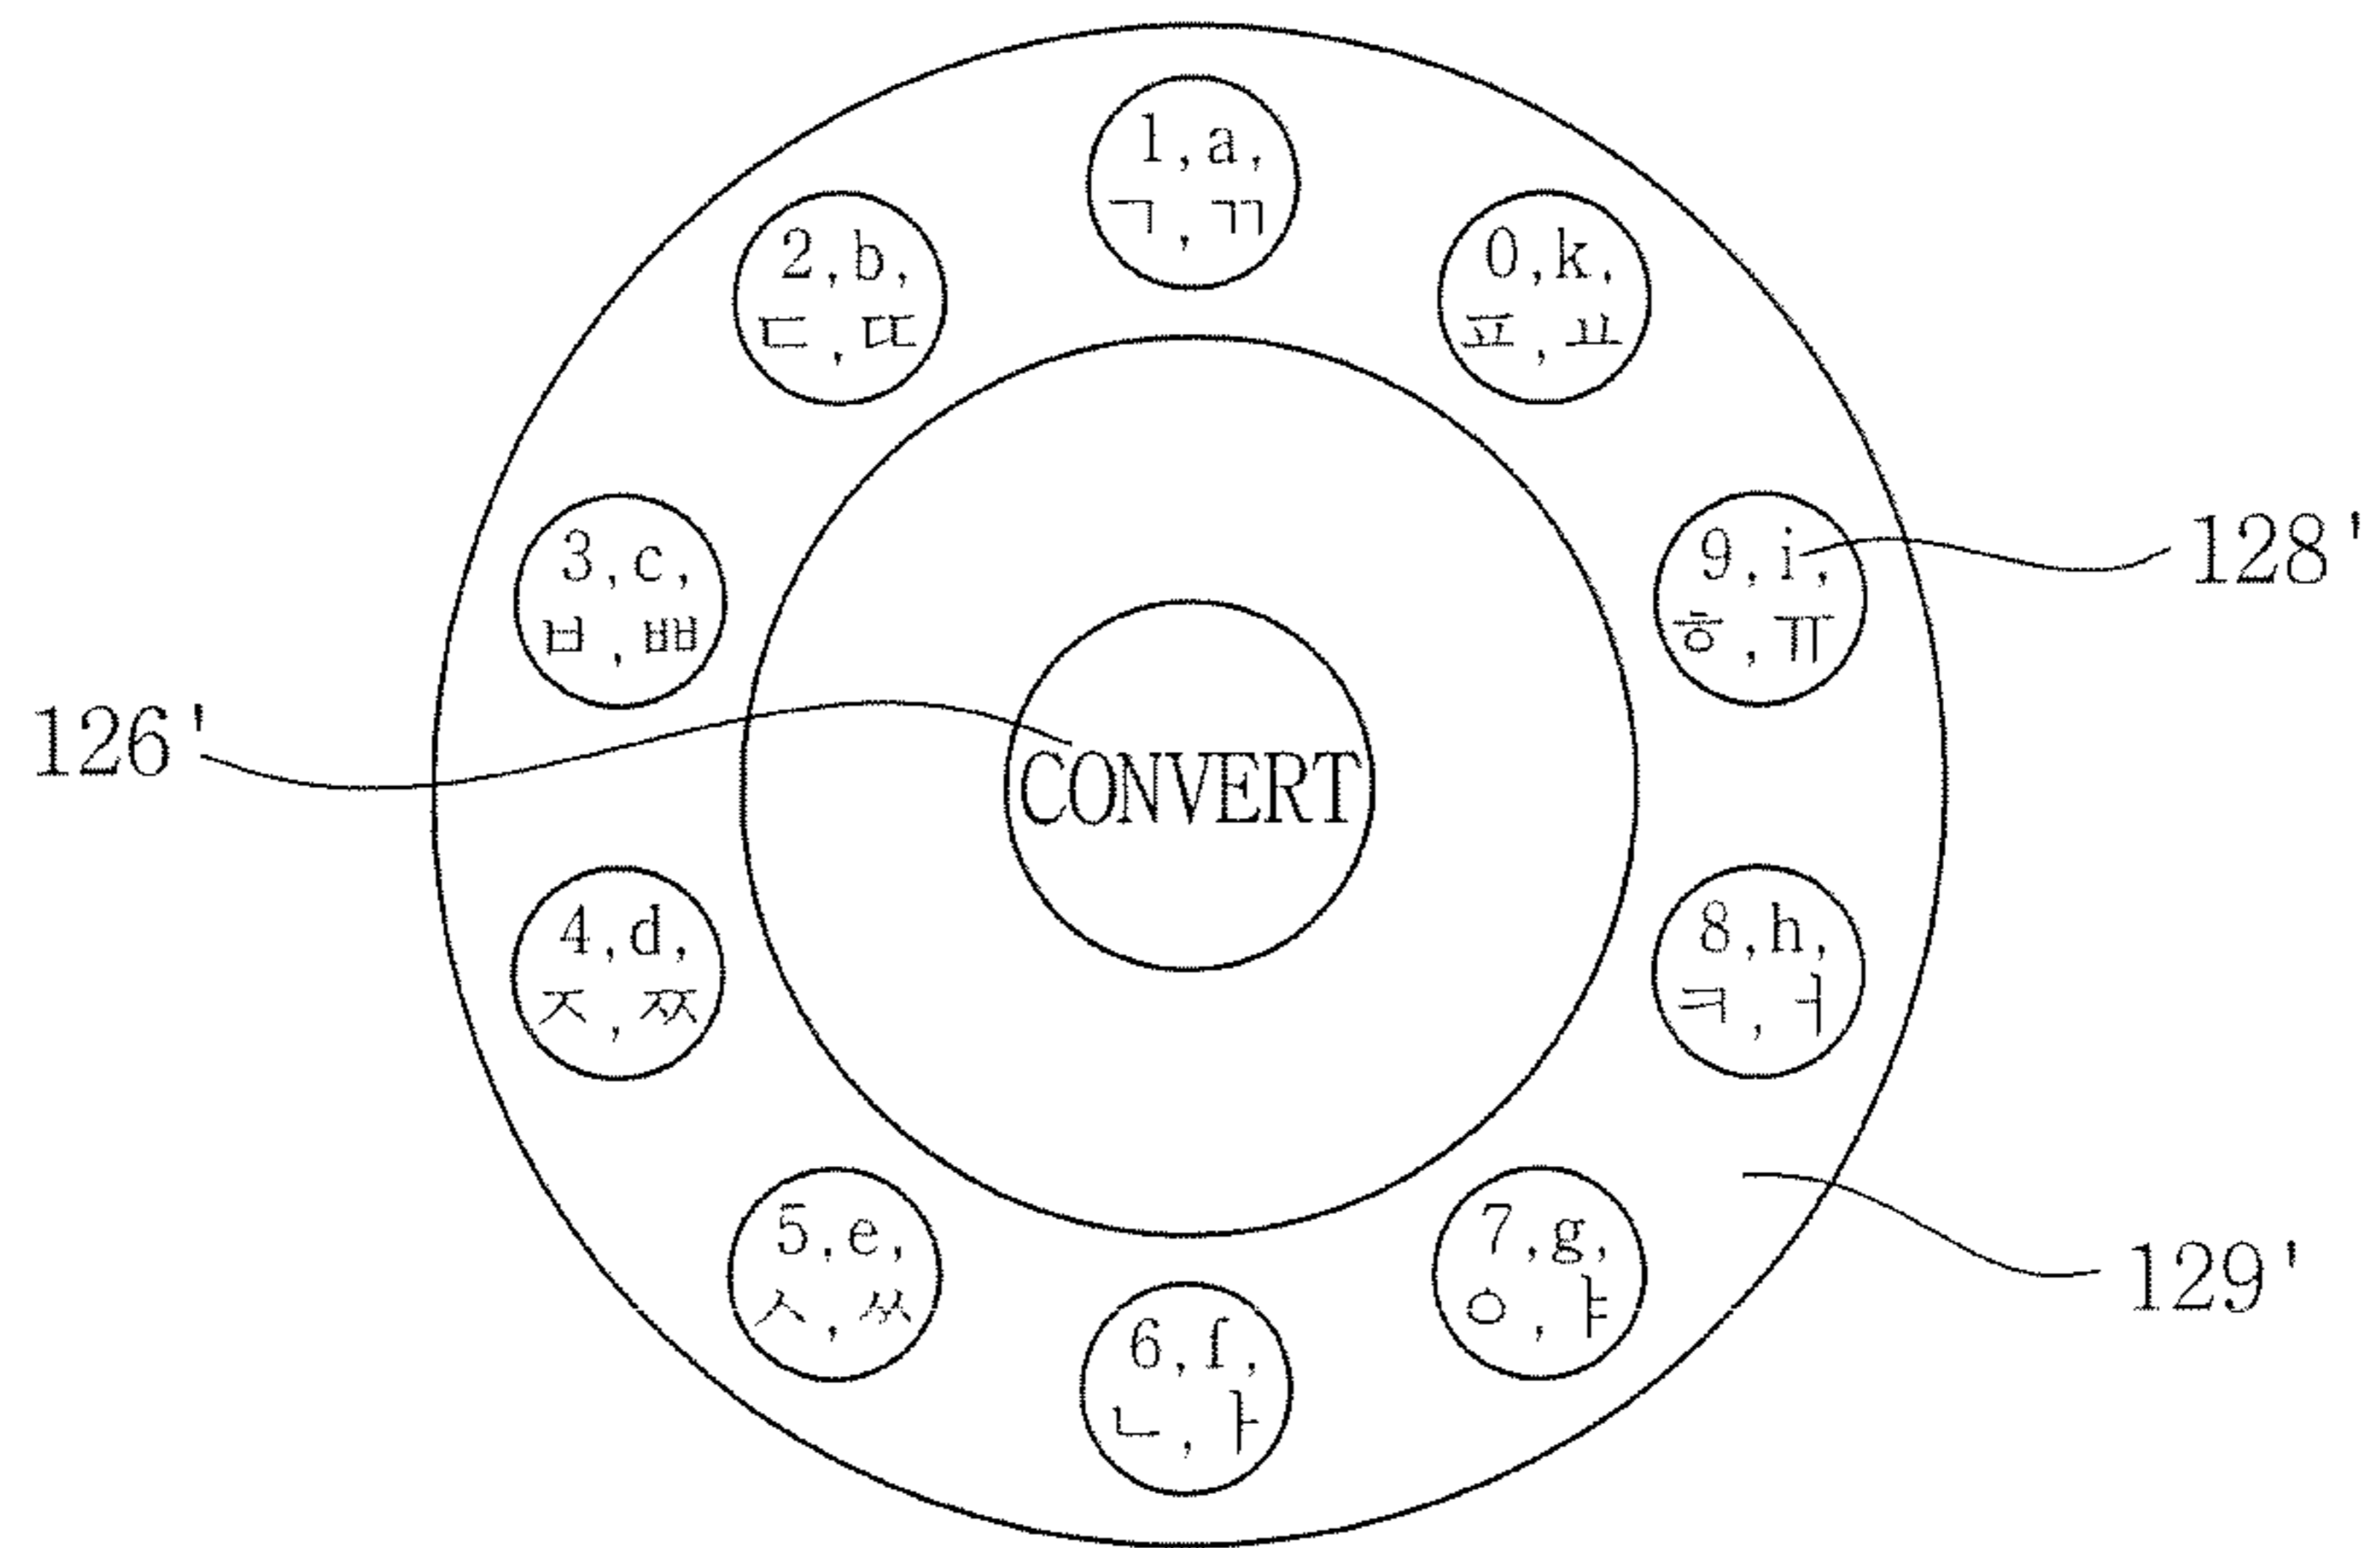 1,a,
ㄱ,ㄲ
2,b,
ㄷ,ㄸ
3,c,
ㅂ,ㅃ
4,d,
ㅈ,ㅉ
5,e,
ㅅ,ㅆ
6,f,
ㄴ,ㅏ
7,g,
ㅇ,ㅑ
8,h,
ㅋ,ㅓ
9,i,
ㅎ,ㅠ
0,k,
ㅍ,ㅛ
CONVERT
126'
128'
129'